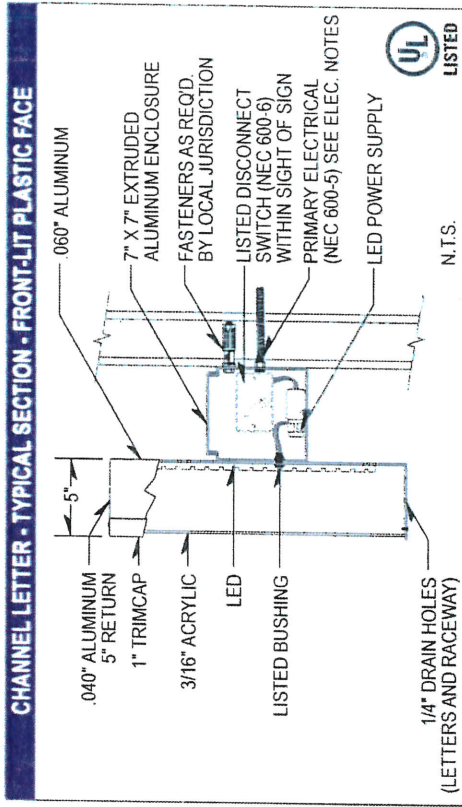 CHANNEL LETTER - TYPICAL SECTION - FRONT-LIT PLASTIC FACE
.040" ALUMINUM
5" RETURN
1" TRIMCAP
3/16" ACRYLIC
LED
LISTED BUSHING
1/4" DRAIN HOLES
(LETTERS AND RACEWAY)
5"
.060" ALUMINUM
7" X 7" EXTRUDED
ALUMINUM ENCLOSURE
FASTENERS AS REQ'D.
BY LOCAL JURISDICTION
LISTED DISCONNECT
SWITCH (NEC 600-6)
WITHIN SIGHT OF SIGN
PRIMARY ELECTRICAL
(NEC 600-5) SEE ELEC. NOTES
LED POWER SUPPLY
N.T.S.
UL
LISTED